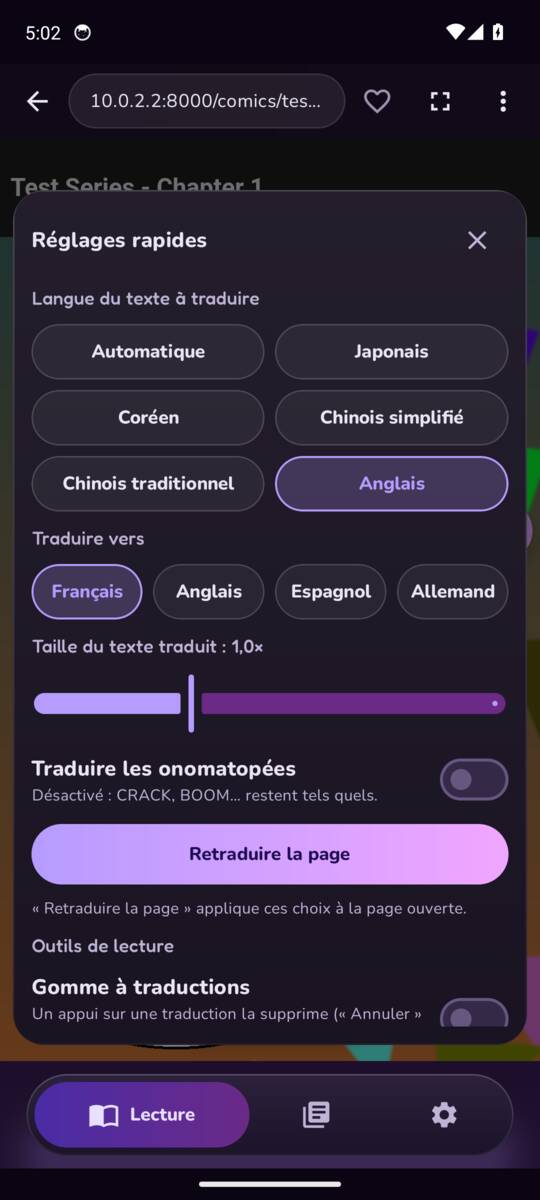 5:02
10.0.2.2:8000/comics/tes...
Test Series - Chapter 1
Réglages rapides
Langue du texte à traduire
Automatique
Japonais
Coréen
Chinois simplifié
Chinois traditionnel
Anglais
Traduire vers
Français
Anglais
Espagnol
Allemand
Taille du texte traduit : 1,0×
Traduire les onomatopées
Désactivé : CRACK, BOOM… restent tels quels.
Retraduire la page
« Retraduire la page » applique ces choix à la page ouverte.
Outils de lecture
Gomme à traductions
Un appui sur une traduction la supprime (« Annuler »
Lecture